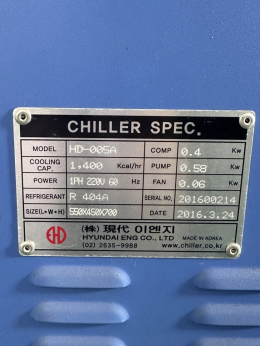 CHILLER SPEC.
MODEL HD-005A COMP 0.4 Kw
COOLING CAP. 1,400 Kcal/hr PUMP 0.58 Kw
POWER 1PH 220V 60 Hz FAN 0.06 Kw
REFRIGERANT R 404A SERIAL NO. 201600214
SIZE(L*W*H) 550X450X700 DATE 2016.3.24
(株) 現代 이엔지
HYUNDAI ENG CO., LTD MADE IN KOREA
(02) 2635-9988 www.chiller.co.kr